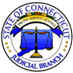 STATE OF CONNECTICUT
JUDICIAL BRANCH